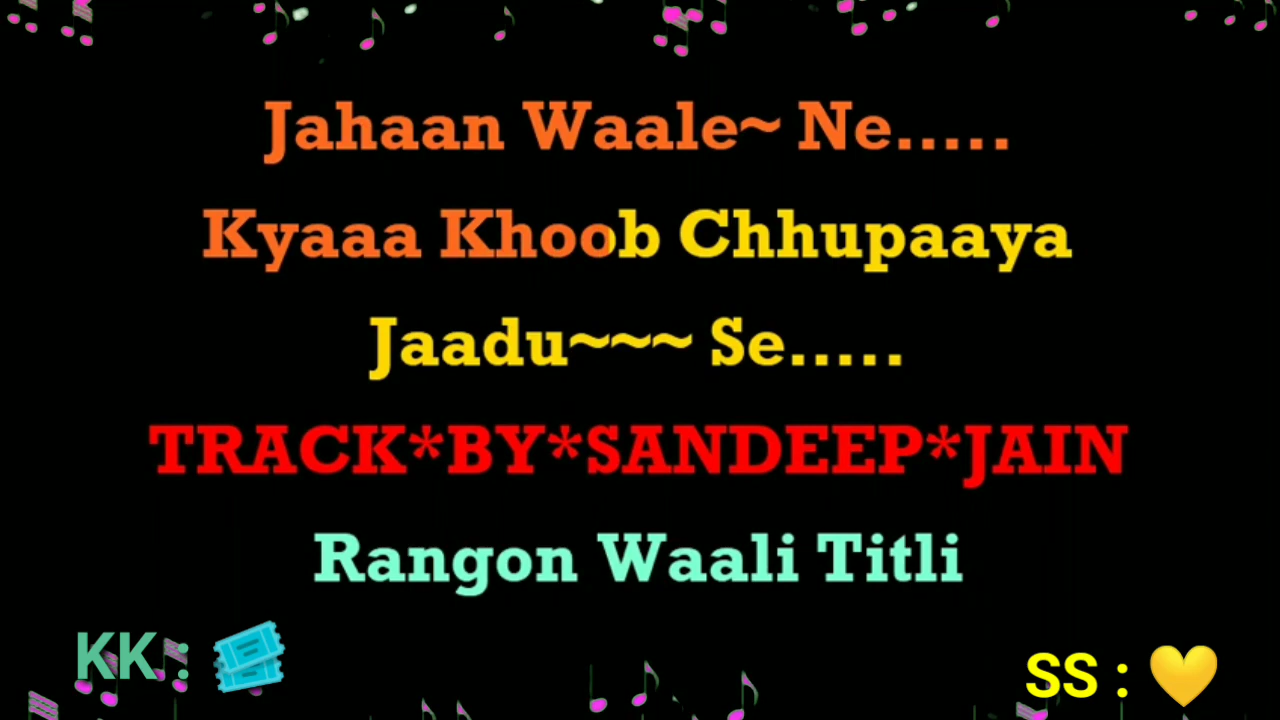 Jahaan Waale~ Ne.....
Kyaaa Khoob Chhupaaya
Jaadu~~~ Se.....
TRACK*BY*SANDEEP*JAIN
Rangon Waali Titli
KK :
SS :